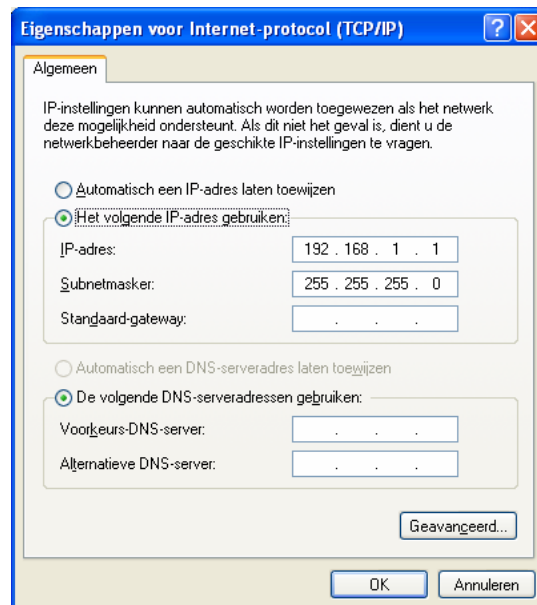 Eigenschappen voor Internet-protocol (TCP/IP)
Algemeen
IP-instellingen kunnen automatisch worden toegewezen als het netwerk
deze mogelijkheid ondersteunt. Als dit niet het geval is, dient u de
netwerkbeheerder naar de geschikte IP-instellingen te vragen.
Automatisch een IP-adres laten toewijzen
Het volgende IP-adres gebruiken:
IP-adres: 192 . 168 . 1 . 1
Subnetmasker: 255 . 255 . 255 . 0
Standaard-gateway: . . .
Automatisch een DNS-serveradres laten toewijzen
De volgende DNS-serveradressen gebruiken:
Voorkeurs-DNS-server: . . .
Alternatieve DNS-server: . . .
Geavanceerd...
OK Annuleren